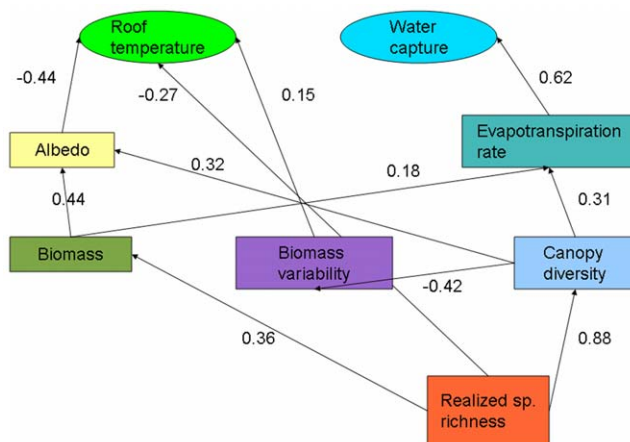 Roof
temperature
Water
capture
-0.44
-0.27
0.15
0.62
Albedo
Evapotranspiration
rate
0.32
0.18
0.44
0.31
Biomass
Biomass
variability
Canopy
diversity
-0.42
0.36
0.88
Realized sp.
richness